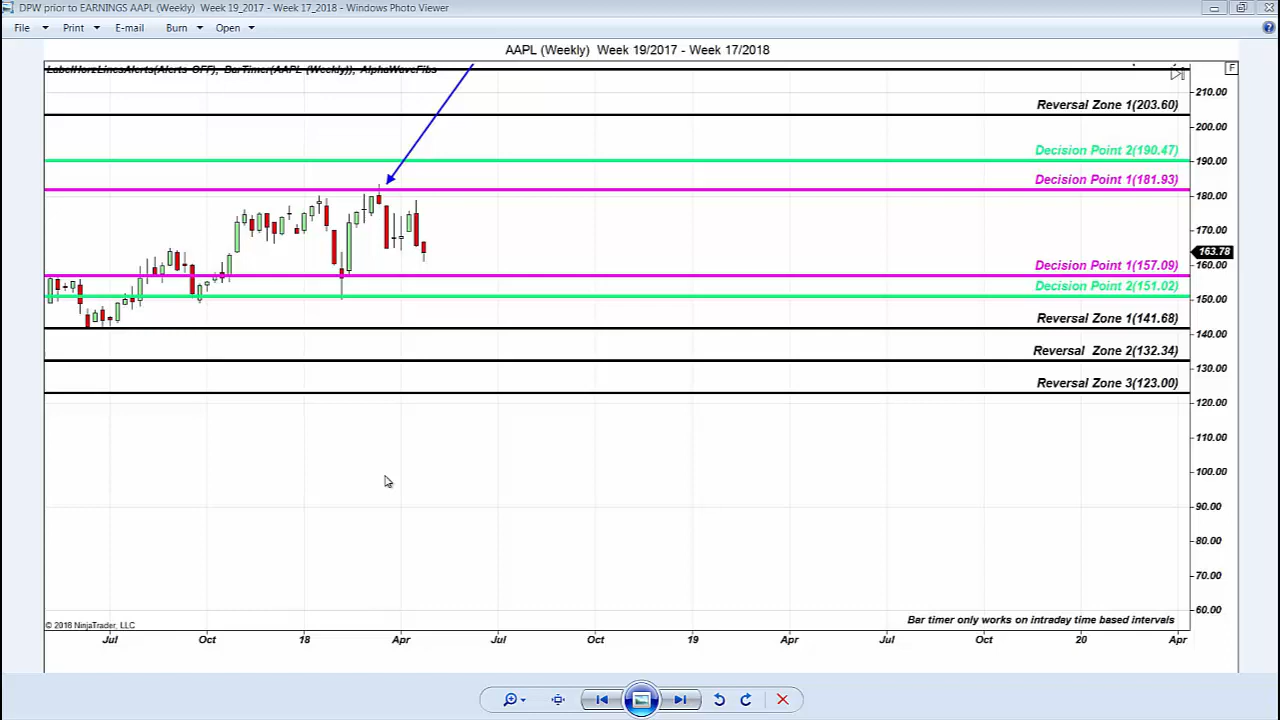 DPW prior to EARNINGS AAPL (Weekly)  Week 19_2017 - Week 17_2018 - Windows Photo Viewer
File Print E-mail Burn Open
AAPL (Weekly)  Week 19/2017 - Week 17/2018
LabelHorzLinesAlerts(Alerts OFF), BarTimer(AAPL (Weekly)), AlphaWaveFibs
F
210.00
Reversal Zone 1(203.60)
200.00
Decision Point 2(190.47)
190.00
Decision Point 1(181.93)
180.00
170.00
163.78
Decision Point 1(157.09)
160.00
Decision Point 2(151.02)
150.00
Reversal Zone 1(141.68)
140.00
Reversal  Zone 2(132.34)
130.00
Reversal Zone 3(123.00)
120.00
110.00
100.00
90.00
80.00
70.00
60.00
Bar timer only works on intraday time based intervals
© 2018 NinjaTrader, LLC
Jul Oct 18 Apr Jul Oct 19 Apr Jul Oct 20 Apr